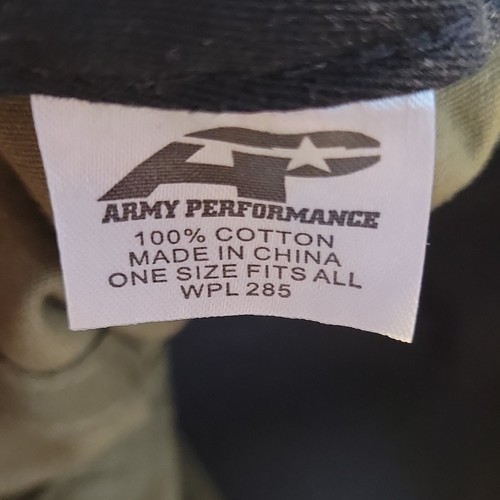 AP
ARMY PERFORMANCE
100% COTTON
MADE IN CHINA
ONE SIZE FITS ALL
WPL 285